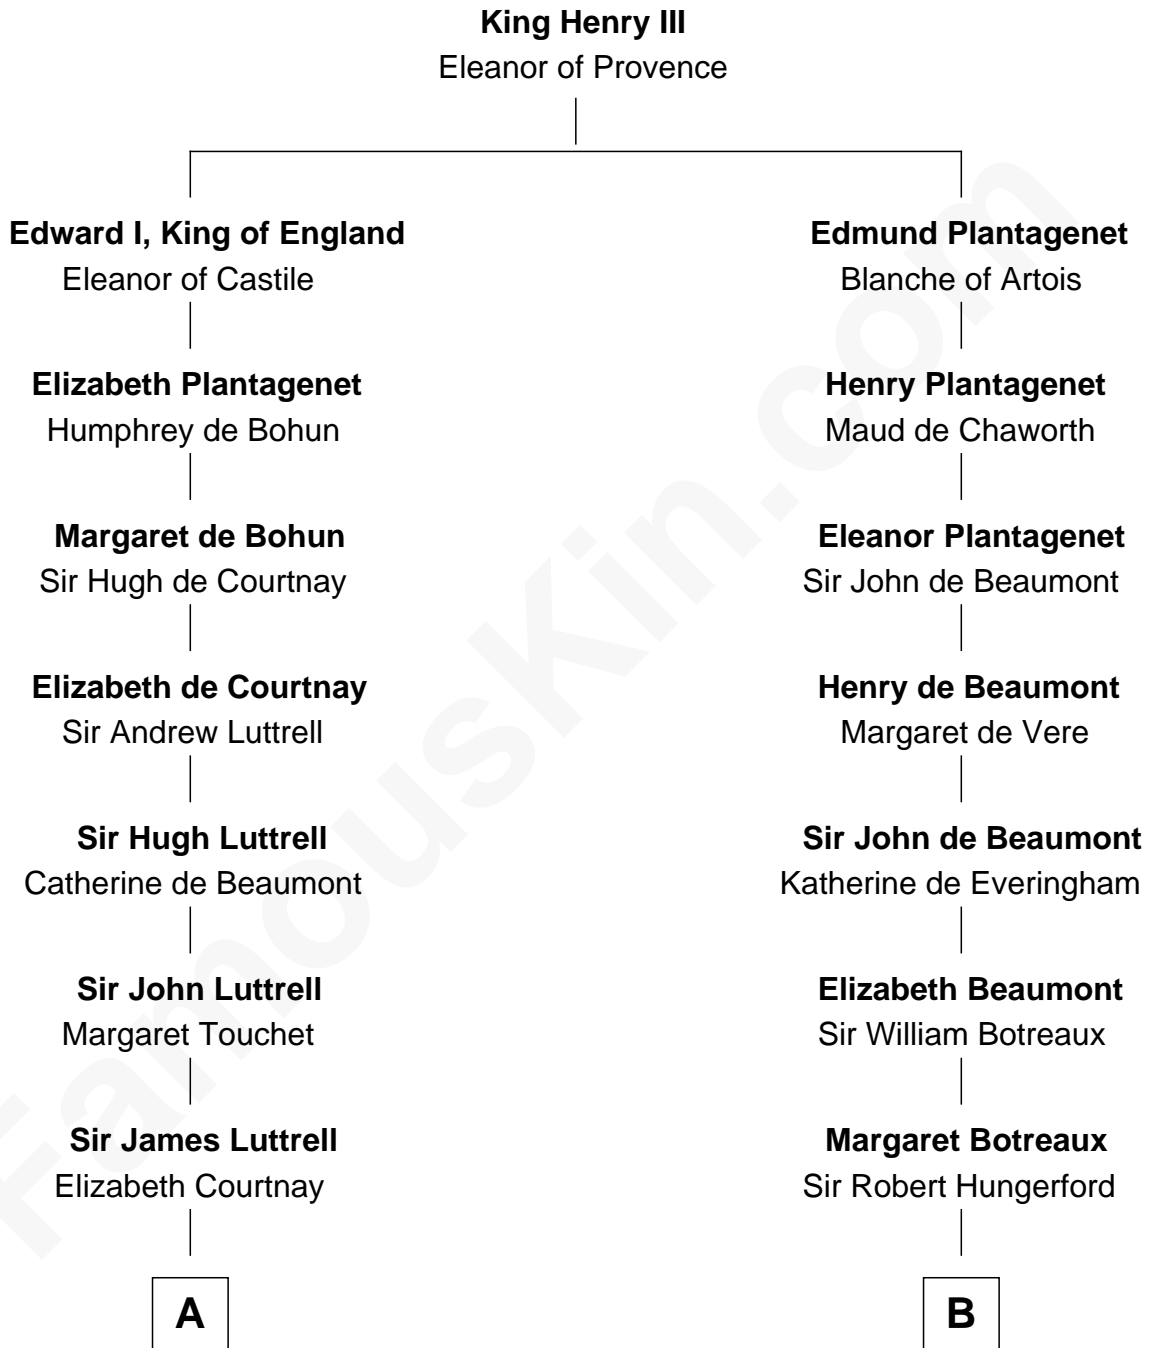 King Henry III
Eleanor of Provence
Edward I, King of England
Eleanor of Castile
Edmund Plantagenet
Blanche of Artois
Elizabeth Plantagenet
Humphrey de Bohun
Henry Plantagenet
Maud de Chaworth
Margaret de Bohun
Sir Hugh de Courtnay
Eleanor Plantagenet
Sir John de Beaumont
Elizabeth de Courtnay
Sir Andrew Luttrell
Henry de Beaumont
Margaret de Vere
Sir Hugh Luttrell
Catherine de Beaumont
Sir John de Beaumont
Katherine de Everingham
Sir John Luttrell
Margaret Touchet
Elizabeth Beaumont
Sir William Botreaux
Sir James Luttrell
Elizabeth Courtnay
Margaret Botreaux
Sir Robert Hungerford
A
B
FamousKin.com